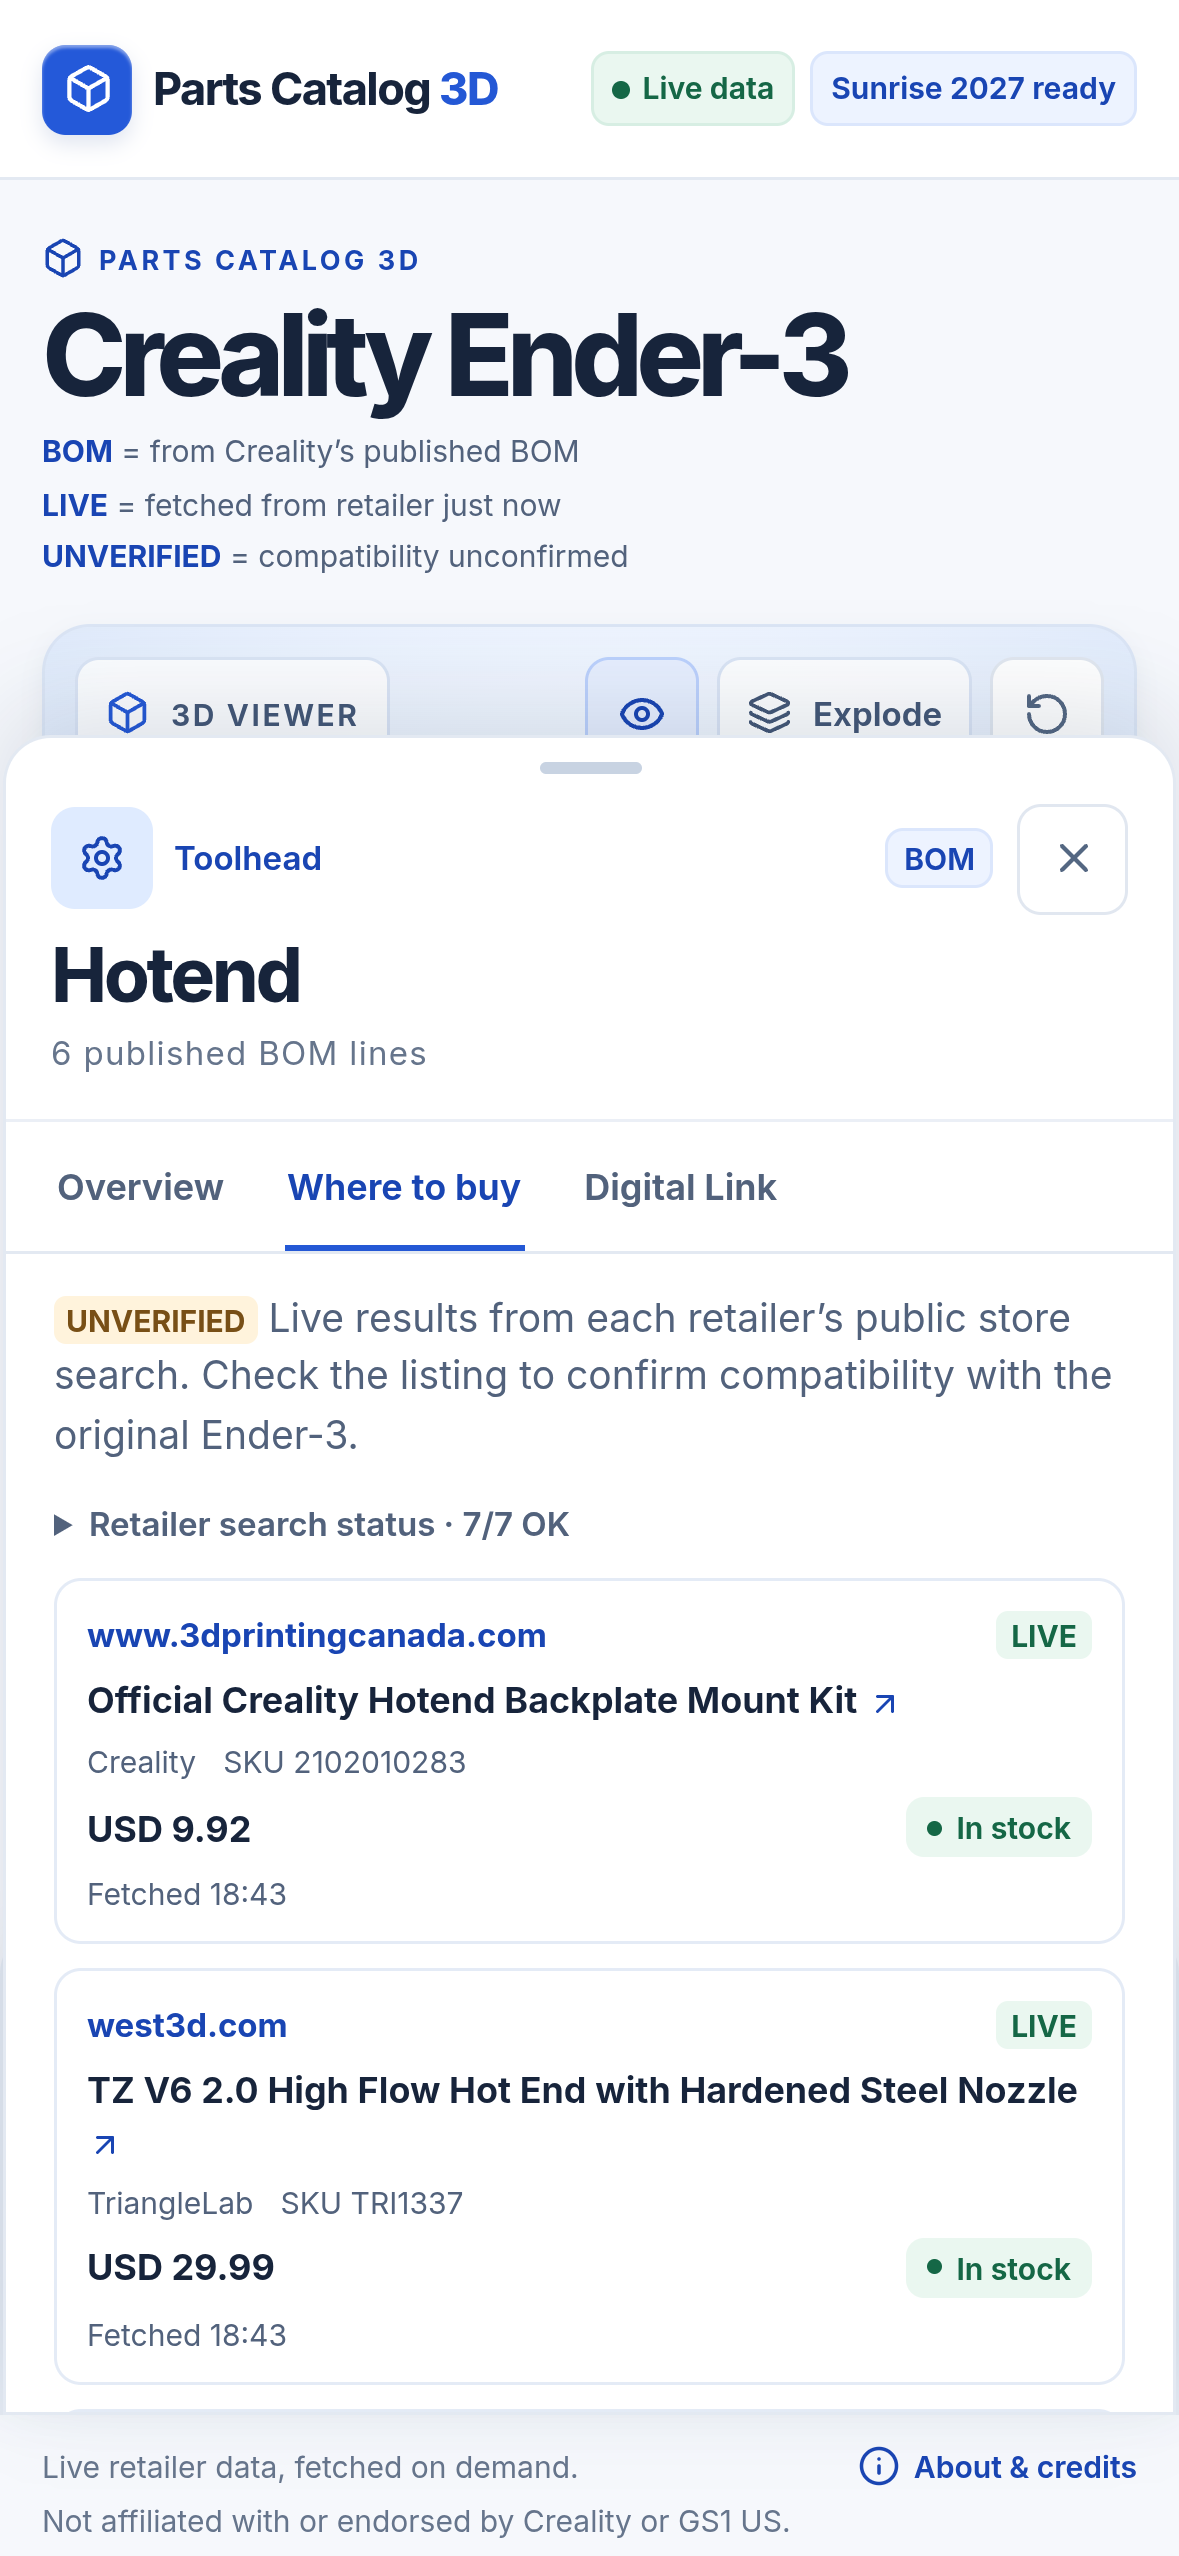 Parts Catalog 3D
Live data
Sunrise 2027 ready
PARTS CATALOG 3D
Creality Ender-3
BOM = from Creality’s published BOM
LIVE = fetched from retailer just now
UNVERIFIED = compatibility unconfirmed
3D VIEWER
Explode
Toolhead
BOM
Hotend
6 published BOM lines
Overview
Where to buy
Digital Link
UNVERIFIED Live results from each retailer’s public store
search. Check the listing to confirm compatibility with the
original Ender-3.
Retailer search status · 7/7 OK
www.3dprintingcanada.com
LIVE
Official Creality Hotend Backplate Mount Kit
Creality SKU 2102010283
USD 9.92
In stock
Fetched 18:43
west3d.com
LIVE
TZ V6 2.0 High Flow Hot End with Hardened Steel Nozzle
TriangleLab SKU TRI1337
USD 29.99
In stock
Fetched 18:43
Live retailer data, fetched on demand.
About & credits
Not affiliated with or endorsed by Creality or GS1 US.